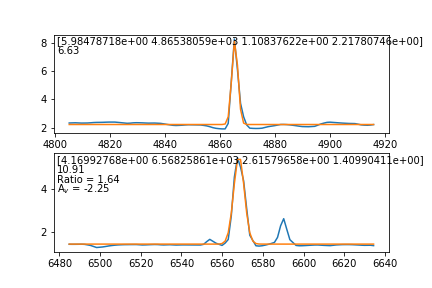 [5.98478718e+00 4.86538059e+03 1.10837622e+00 2.21780746e+00]
6.63
8
6
4
2
4800 4820 4840 4860 4880 4900 4920
[4.16992768e+00 6.56825861e+03 2.61579658e+00 1.40990411e+00]
10.91
Ratio = 1.64
Av = -2.25
4
2
6480 6500 6520 6540 6560 6580 6600 6620 6640